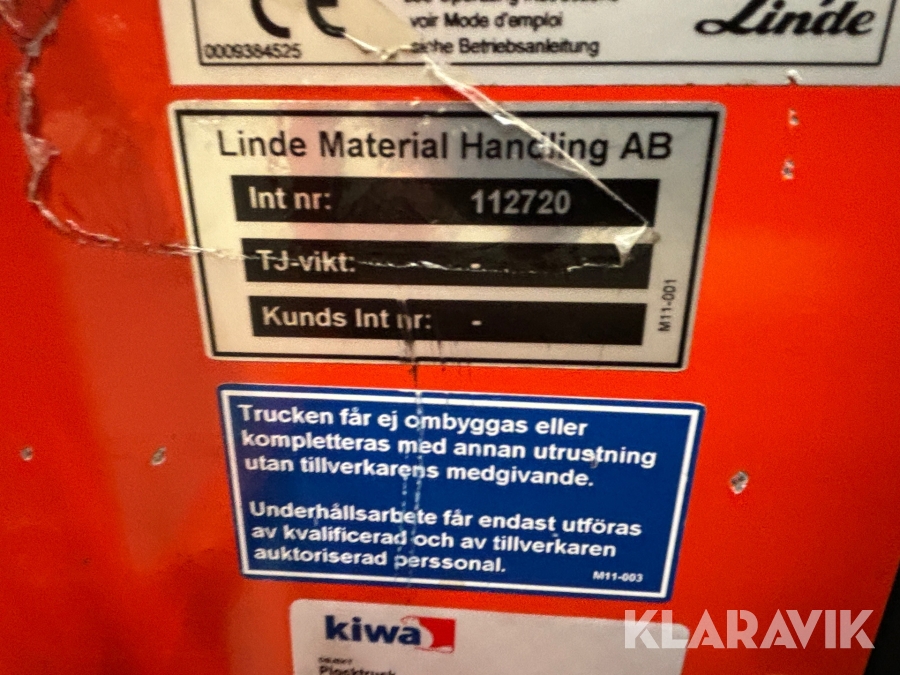 CE
0009384525
voir Mode d'emploi
siehe Betriebsanleitung
Linde
Linde Material Handling AB
Int nr: 112720
TJ-vikt: -
Kunds Int nr: -
M11-001
Trucken får ej ombyggas eller
kompletteras med annan utrustning
utan tillverkarens medgivande.
Underhållsarbete får endast utföras
av kvalificerad och av tillverkaren
auktoriserad perssonal.
M11-003
kiwa
Plocktruck
KLARAVIK